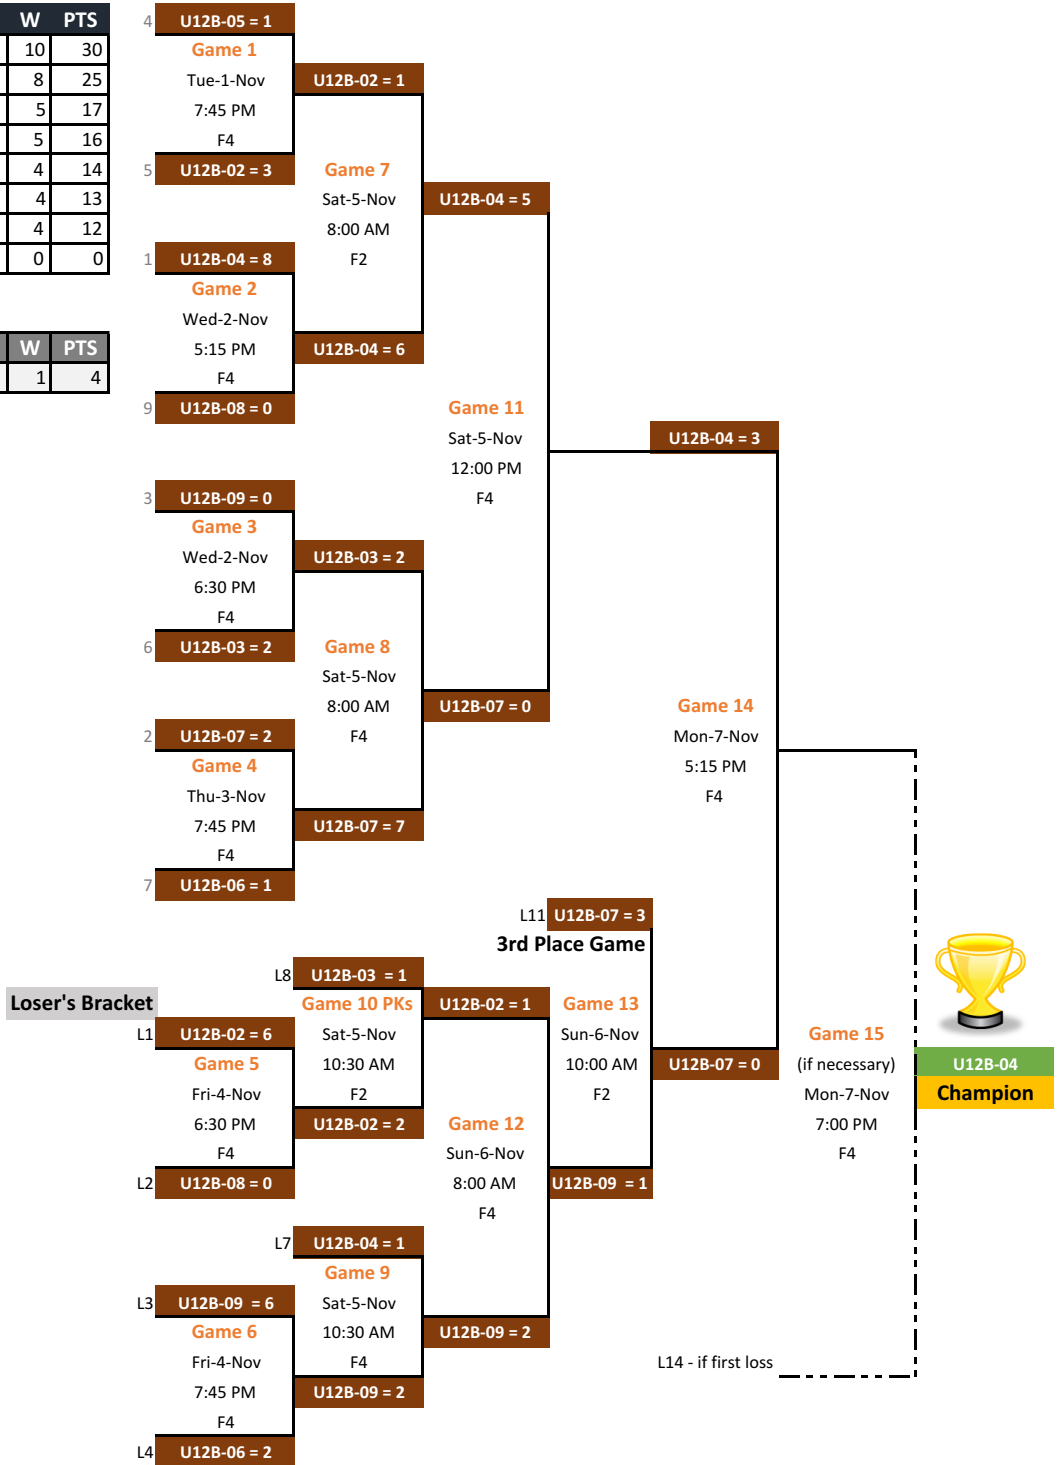 W PTS
10 30
8 25
5 17
5 16
4 14
4 13
4 12
0 0
W PTS
1 4
4 U12B-05 = 1
Game 1
Tue-1-Nov
7:45 PM
F4
5 U12B-02 = 3
1 U12B-04 = 8
Game 2
Wed-2-Nov
5:15 PM
F4
9 U12B-08 = 0
3 U12B-09 = 0
Game 3
Wed-2-Nov
6:30 PM
F4
6 U12B-03 = 2
2 U12B-07 = 2
Game 4
Thu-3-Nov
7:45 PM
F4
7 U12B-06 = 1
U12B-02 = 1
Game 7
Sat-5-Nov
8:00 AM
F2
U12B-04 = 6
U12B-03 = 2
Game 8
Sat-5-Nov
8:00 AM
F4
U12B-07 = 7
U12B-04 = 5
Game 11
Sat-5-Nov
12:00 PM
F4
U12B-07 = 0
U12B-04 = 3
Game 14
Mon-7-Nov
5:15 PM
F4
U12B-07 = 0
Loser's Bracket
L1 U12B-02 = 6
Game 5
Fri-4-Nov
6:30 PM
F4
L2 U12B-08 = 0
L3 U12B-09 = 6
Game 6
Fri-4-Nov
7:45 PM
F4
L4 U12B-06 = 2
L8 U12B-03 = 1
Game 10 PKs
Sat-5-Nov
10:30 AM
F2
U12B-02 = 2
L7 U12B-04 = 1
Game 9
Sat-5-Nov
10:30 AM
F4
U12B-09 = 2
U12B-02 = 1
Game 12
Sun-6-Nov
8:00 AM
F4
U12B-09 = 2
L11 U12B-07 = 3
3rd Place Game
Game 13
Sun-6-Nov
10:00 AM
F2
U12B-09 = 1
Game 15
(if necessary)
Mon-7-Nov
7:00 PM
F4
L14 - if first loss
U12B-04
Champion